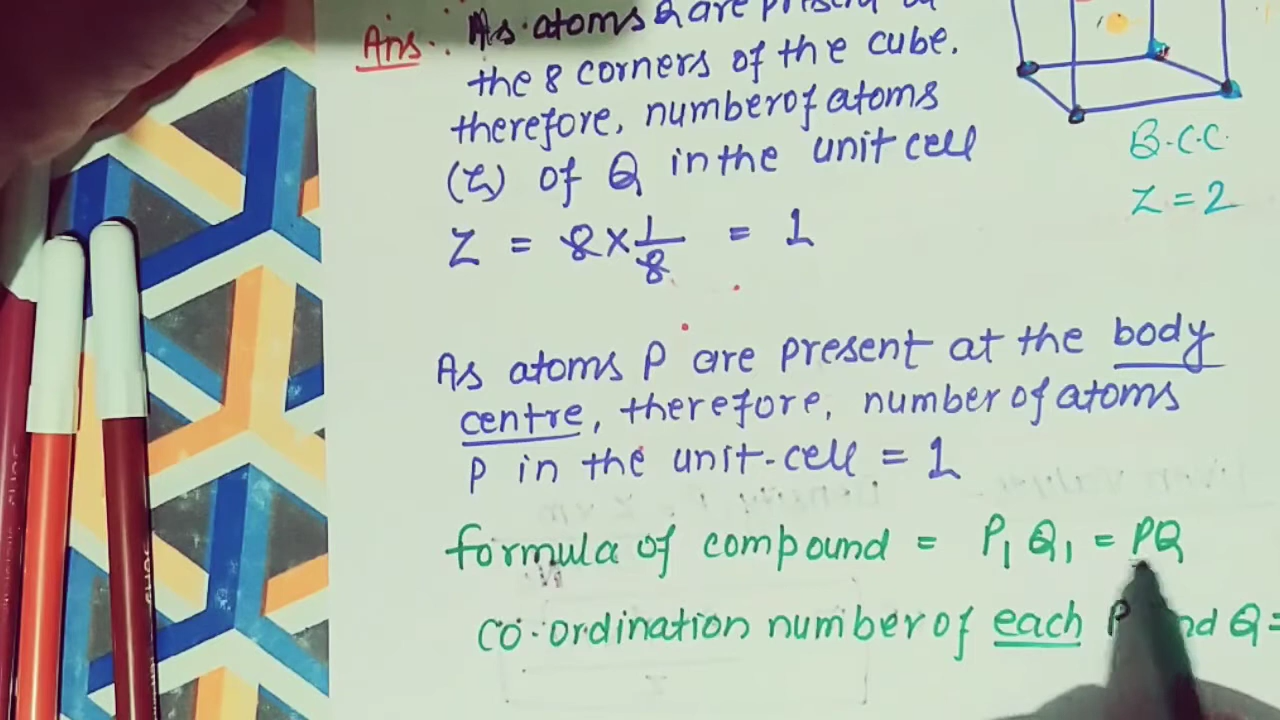 Ans:. As atoms Q are present at
the 8 corners of the cube.
therefore, number of atoms
(Z) of Q in the unit cell
Z = 8 × 1/8 = 1
B.C.C.
Z = 2
As atoms P are present at the body
centre, therefore, number of atoms
P in the unit-cell = 1
formula of compound = P₁ Q₁ = PQ
co-ordination number of each P and Q =